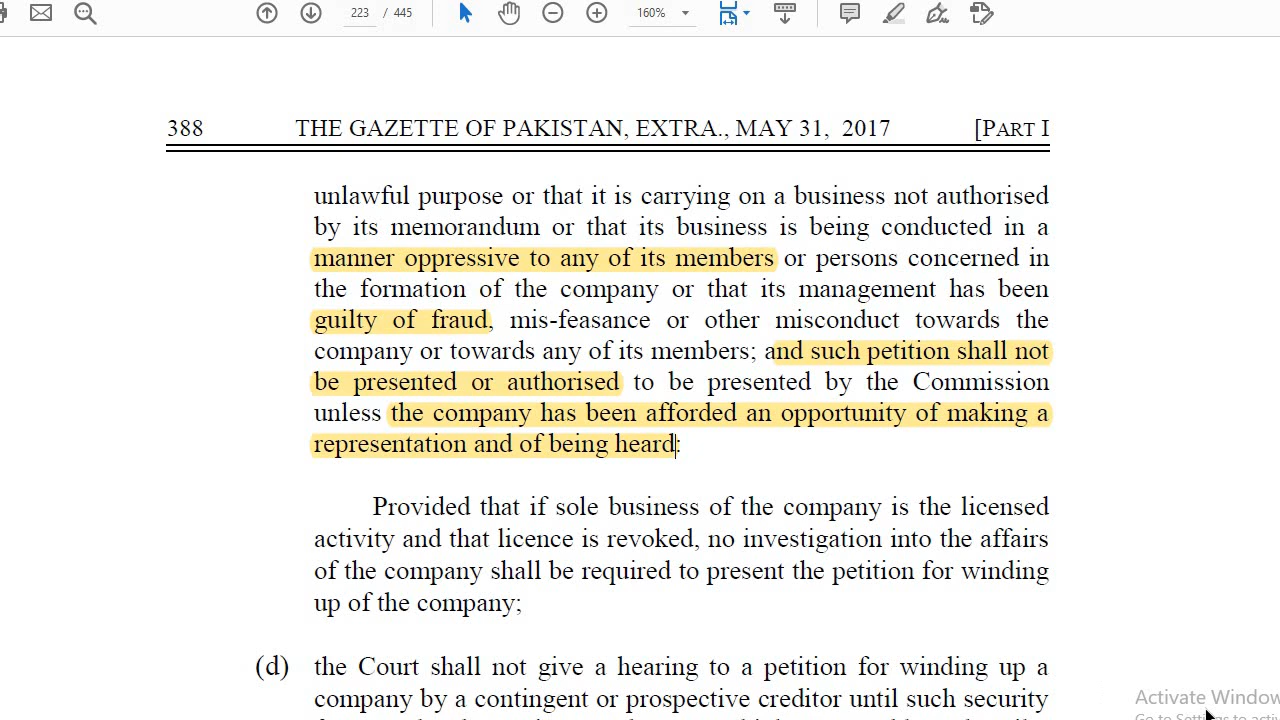 223 / 445 160%
388 THE GAZETTE OF PAKISTAN, EXTRA., MAY 31, 2017 [PART I
unlawful purpose or that it is carrying on a business not authorised
by its memorandum or that its business is being conducted in a
manner oppressive to any of its members or persons concerned in
the formation of the company or that its management has been
guilty of fraud, mis-feasance or other misconduct towards the
company or towards any of its members; and such petition shall not
be presented or authorised to be presented by the Commission
unless the company has been afforded an opportunity of making a
representation and of being heard:
Provided that if sole business of the company is the licensed
activity and that licence is revoked, no investigation into the affairs
of the company shall be required to present the petition for winding
up of the company;
(d) the Court shall not give a hearing to a petition for winding up a
company by a contingent or prospective creditor until such security
Activate Window